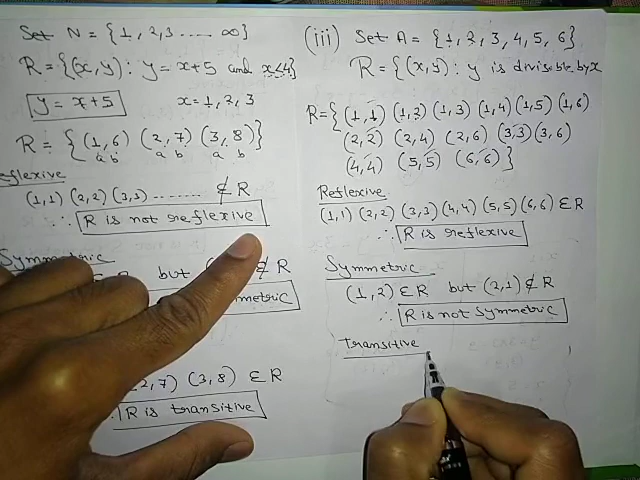 Set N = {1, 2, 3 ..... ∞}
R = {(x, y) : y = x+5 and x<4}
y = x+5 x = 1, 2, 3
R = {(1, 6) (2, 7) (3, 8)}
a b a b a b
eflexive
(1,1) (2,2) (3,3) ........ ∉ R
∴ R is not reflexive
Symmetric
R but ∉ R
mmetric
2,7) (3,8) ∈ R
R is transitive
(iii) Set A = {1, 2, 3, 4, 5, 6}
R = {(x, y) : y is divisible by x
R = {(1,1) (1,2) (1,3) (1,4) (1,5) (1,6)
(2,2) (2,4) (2,6) (3,3) (3,6)
(4,4) (5,5) (6,6)}
Reflexive
(1,1) (2,2) (3,3) (4,4) (5,5) (6,6) ∈ R
∴ R is reflexive
Symmetric
(1,2) ∈ R but (2,1) ∉ R
∴ R is not symmetric
transitive